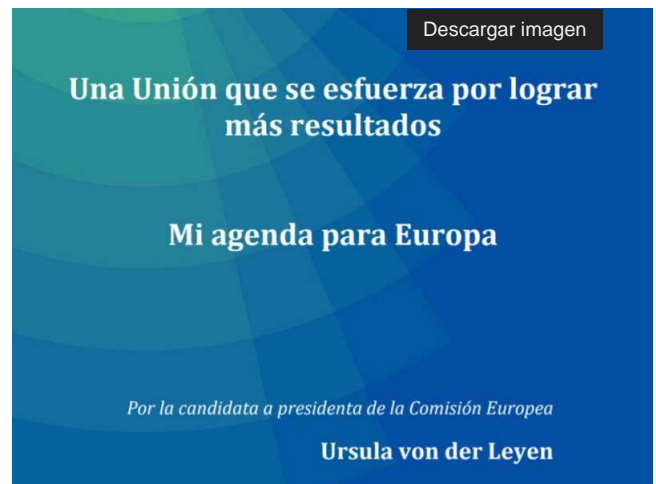 Descargar imagen
Una Unión que se esfuerza por lograr
más resultados
Mi agenda para Europa
Por la candidata a presidenta de la Comisión Europea
Ursula von der Leyen